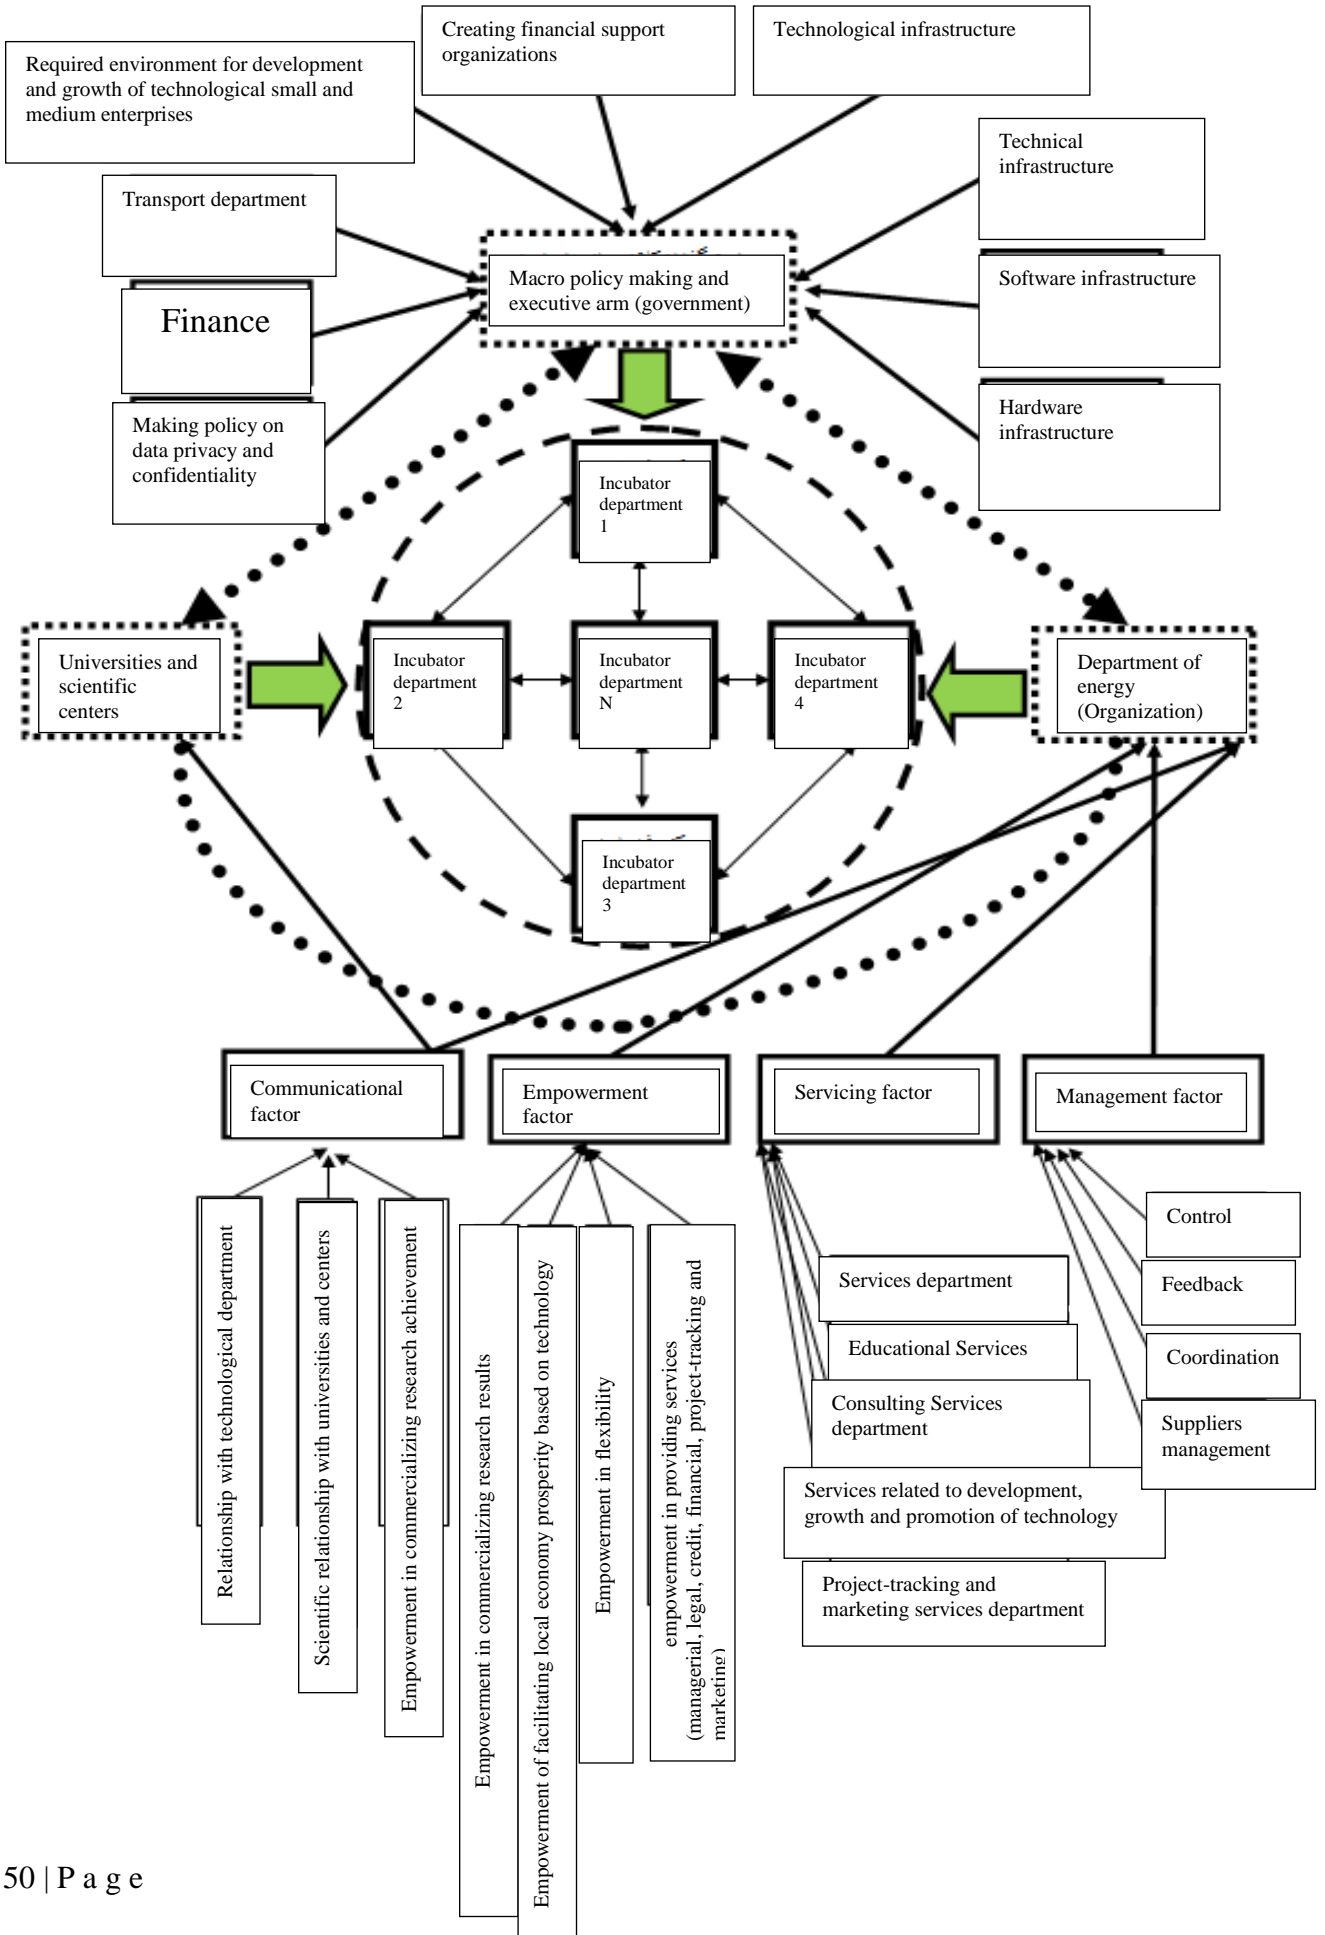 Creating financial support
organizations
Technological infrastructure
Required environment for development
and growth of technological small and
medium enterprises
Technical
infrastructure
Transport department
Macro policy making and
executive arm (government)
Software infrastructure
Finance
Hardware
infrastructure
Making policy on
data privacy and
confidentiality
Incubator
department
1
Universities and
scientific
centers
Incubator
department
2
Incubator
department
N
Incubator
department
4
Department of
energy
(Organization)
Incubator
department
3
Communicational
factor
Empowerment
factor
Servicing factor
Management factor
Relationship with technological department
Scientific relationship with universities and centers
Empowerment in commercializing research achievement
Empowerment in commercializing research results
Empowerment of facilitating local economy prosperity based on technology
Empowerment in flexibility
empowerment in providing services
(managerial, legal, credit, financial, project-tracking and
marketing)
Services department
Educational Services
Consulting Services
department
Services related to development,
growth and promotion of technology
Project-tracking and
marketing services department
Control
Feedback
Coordination
Suppliers
management
50 | P a g e